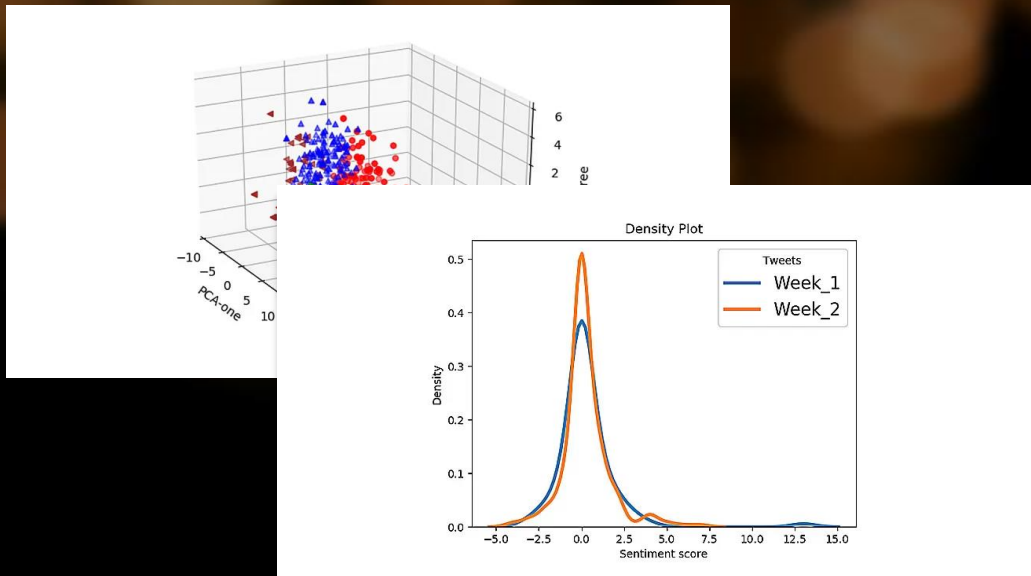 6
4
2
ree
−10
−5
0
5
10
PCA-one
Density Plot
Tweets
Week_1
Week_2
0.5
0.4
0.3
0.2
0.1
0.0
Density
−5.0 −2.5 0.0 2.5 5.0 7.5 10.0 12.5 15.0
Sentiment score